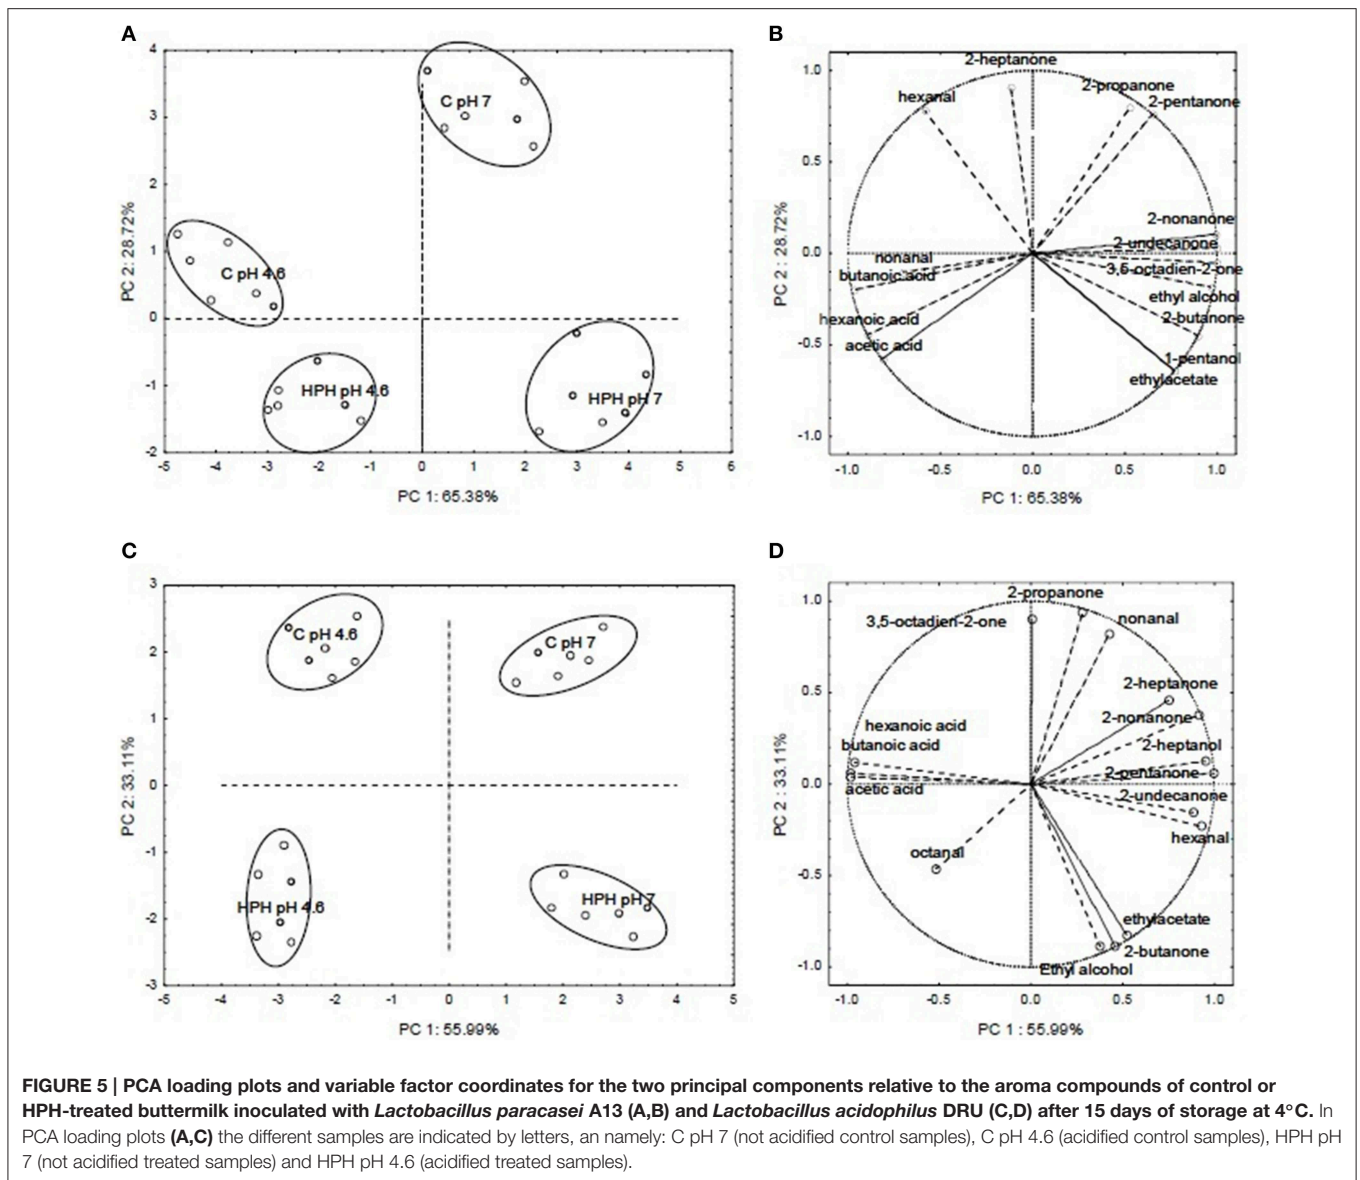 A
4
3
2
1
0
-1
-2
PC 2: 28.72%
C pH 7
C pH 4.6
HPH pH 4.6
HPH pH 7
-5 -4 -3 -2 -1 0 1 2 3 4 5 6
PC 1: 65.38%
B
1.0
0.5
0.0
-0.5
-1.0
PC 2 : 28.72%
2-heptanone
2-propanone
hexanal
2-pentanone
2-nonanone
2-undecanone
nonanal
3,5-octadien-2-one
butanoic acid
ethyl alcohol
hexanoic acid
2-butanone
acetic acid
1-pentanol
ethylacetate
-1.0 -0.5 0.0 0.5 1.0
PC 1: 65.38%
C
3
2
1
0
-1
-2
-3
PC 2: 33.11%
C pH 4.6
C pH 7
HPH pH 4.6
HPH pH 7
-5 -4 -3 -2 -1 0 1 2 3 4 5
PC 1: 55.99%
D
1.0
0.5
0.0
-0.5
-1.0
PC 2 : 33.11%
2-propanone
3,5-octadien-2-one
nonanal
2-heptanone
2-nonanone
hexanoic acid
butanoic acid
2-heptanol
2-pentanone
acetic acid
2-undecanone
hexanal
octanal
ethylacetate
2-butanone
Ethyl alcohol
-1.0 -0.5 0.0 0.5 1.0
PC 1 : 55.99%
FIGURE 5 | PCA loading plots and variable factor coordinates for the two principal components relative to the aroma compounds of control or
HPH-treated buttermilk inoculated with Lactobacillus paracasei A13 (A,B) and Lactobacillus acidophilus DRU (C,D) after 15 days of storage at 4°C. In
PCA loading plots (A,C) the different samples are indicated by letters, an namely: C pH 7 (not acidified control samples), C pH 4.6 (acidified control samples), HPH pH
7 (not acidified treated samples) and HPH pH 4.6 (acidified treated samples).